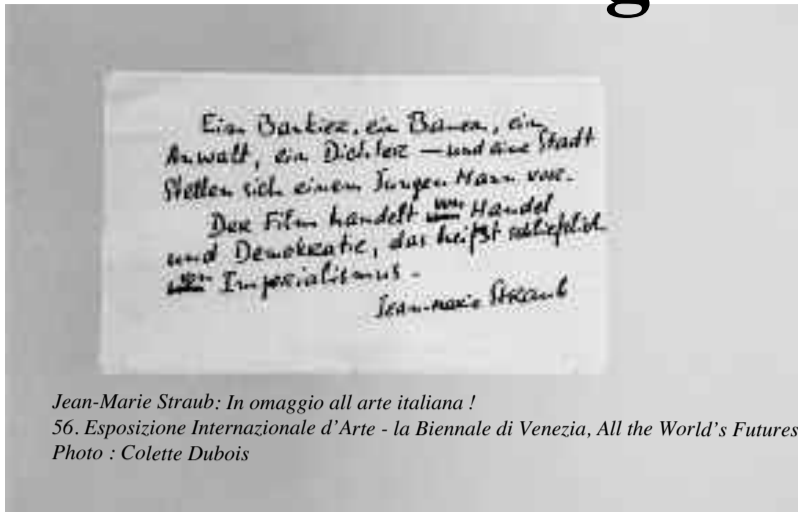 Ein Bankier, ein Bauer, ein
Anwalt, ein Dichter — und eine Stadt
Stellen sich einem Jungen Mann vor.
Der Film handelt Handel
und Demokratie, das heißt schließlich
Imperialismus.
Jean-Marie Straub
Jean-Marie Straub: In omaggio all arte italiana !
56. Esposizione Internazionale d'Arte - la Biennale di Venezia, All the World's Futures
Photo : Colette Dubois